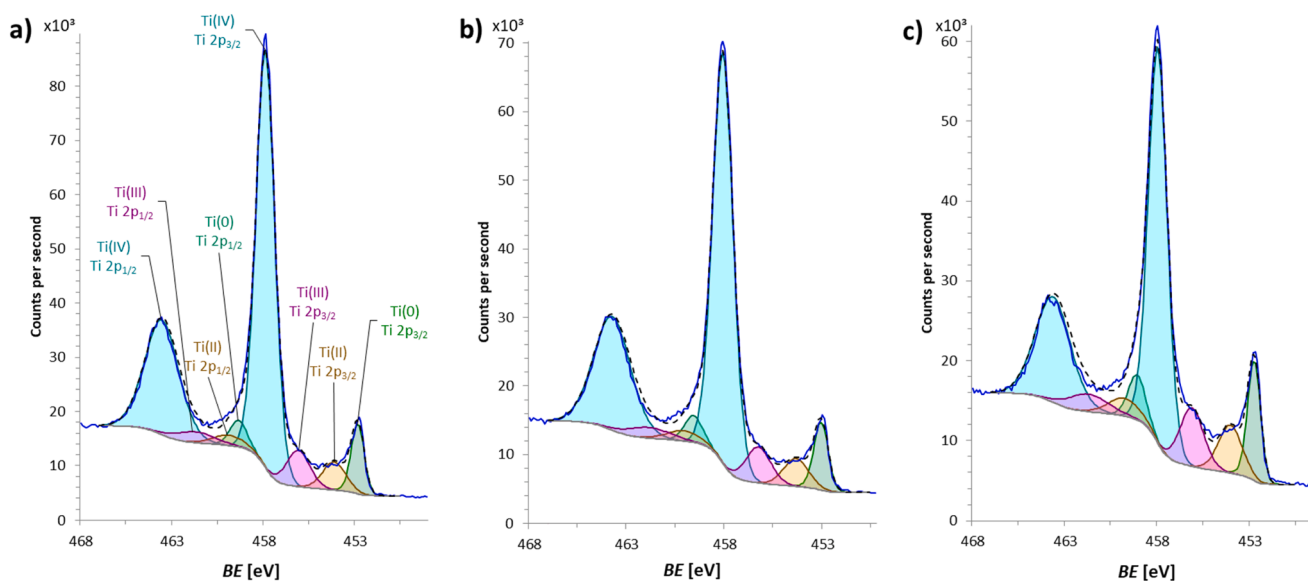 a)
x10³
80
70
60
50
40
30
20
10
0
Counts per second
Ti(IV)
Ti 2p3/2
Ti(III)
Ti 2p1/2
Ti(IV)
Ti 2p1/2
Ti(0)
Ti 2p1/2
Ti(II)
Ti 2p1/2
Ti(III)
Ti 2p3/2
Ti(II)
Ti 2p3/2
Ti(0)
Ti 2p3/2
468
463
458
453
BE [eV]
b)
x10³
70
60
50
40
30
20
10
0
Counts per second
468
463
458
453
BE [eV]
c)
x10³
60
50
40
30
20
10
0
Counts per second
468
463
458
453
BE [eV]